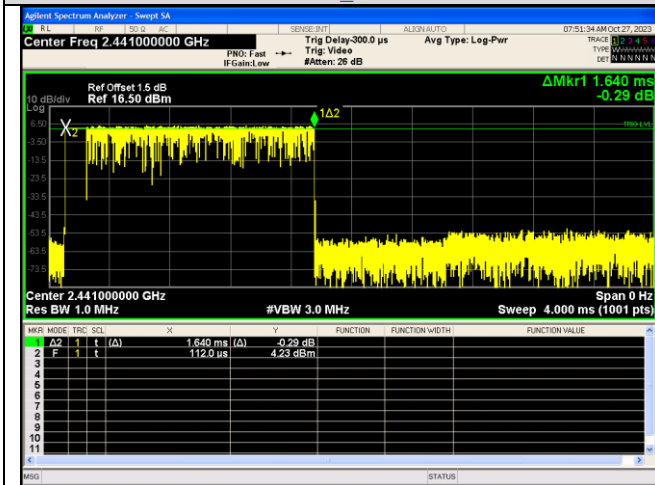 Agilent Spectrum Analyzer - Swept SA
RL RF 50 Ω AC SENSE:INT ALIGN AUTO 07:51:34 AM Oct 27, 2023
Center Freq 2.441000000 GHz
PNO: Fast
IFGain:Low
Trig Delay-300.0 µs
Trig: Video
#Atten: 26 dB
Avg Type: Log-Pwr
TRACE 1 2 3 4 5
TYPE
DET N N N N N
ΔMkr1 1.640 ms
-0.29 dB
Ref Offset 1.5 dB
10 dB/div Ref 16.50 dBm
Log
6.50
-3.50
-13.5
-23.5
-33.5
-43.5
-53.5
-63.5
-73.5
X2
1Δ2
TRIG LVL
Center 2.441000000 GHz Span 0 Hz
Res BW 1.0 MHz #VBW 3.0 MHz Sweep 4.000 ms (1001 pts)
MKR MODE TRC SCL X Y FUNCTION FUNCTION WIDTH FUNCTION VALUE
1 Δ2 1 t (Δ) 1.640 ms (Δ) -0.29 dB
2 F 1 t 112.0 µs 4.23 dBm
3
4
5
6
7
8
9
10
11
MSG STATUS